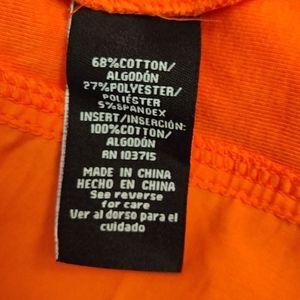 68%COTTON/
ALGODÓN
27%POLYESTER/
POLIÉSTER
5%SPANDEX
INSERT/INSERCIÓN:
100%COTTON/
ALGODÓN
RN 103715
MADE IN CHINA
HECHO EN CHINA
See reverse
for care
Ver al dorso para el
cuidado